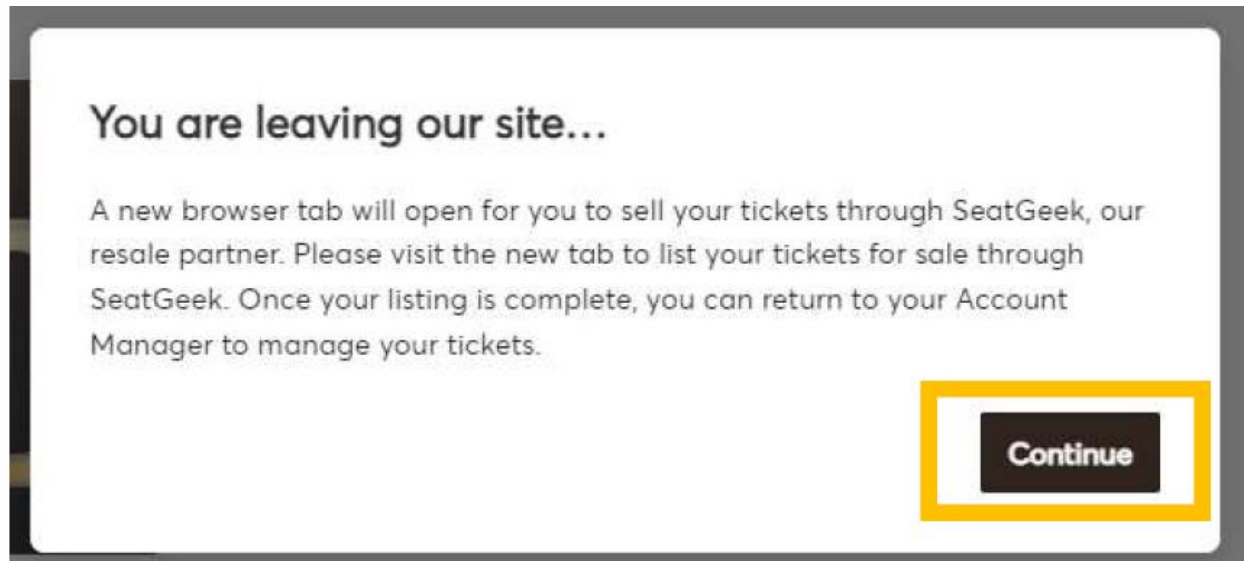 You are leaving our site...
A new browser tab will open for you to sell your tickets through SeatGeek, our
resale partner. Please visit the new tab to list your tickets for sale through
SeatGeek. Once your listing is complete, you can return to your Account
Manager to manage your tickets.
Continue